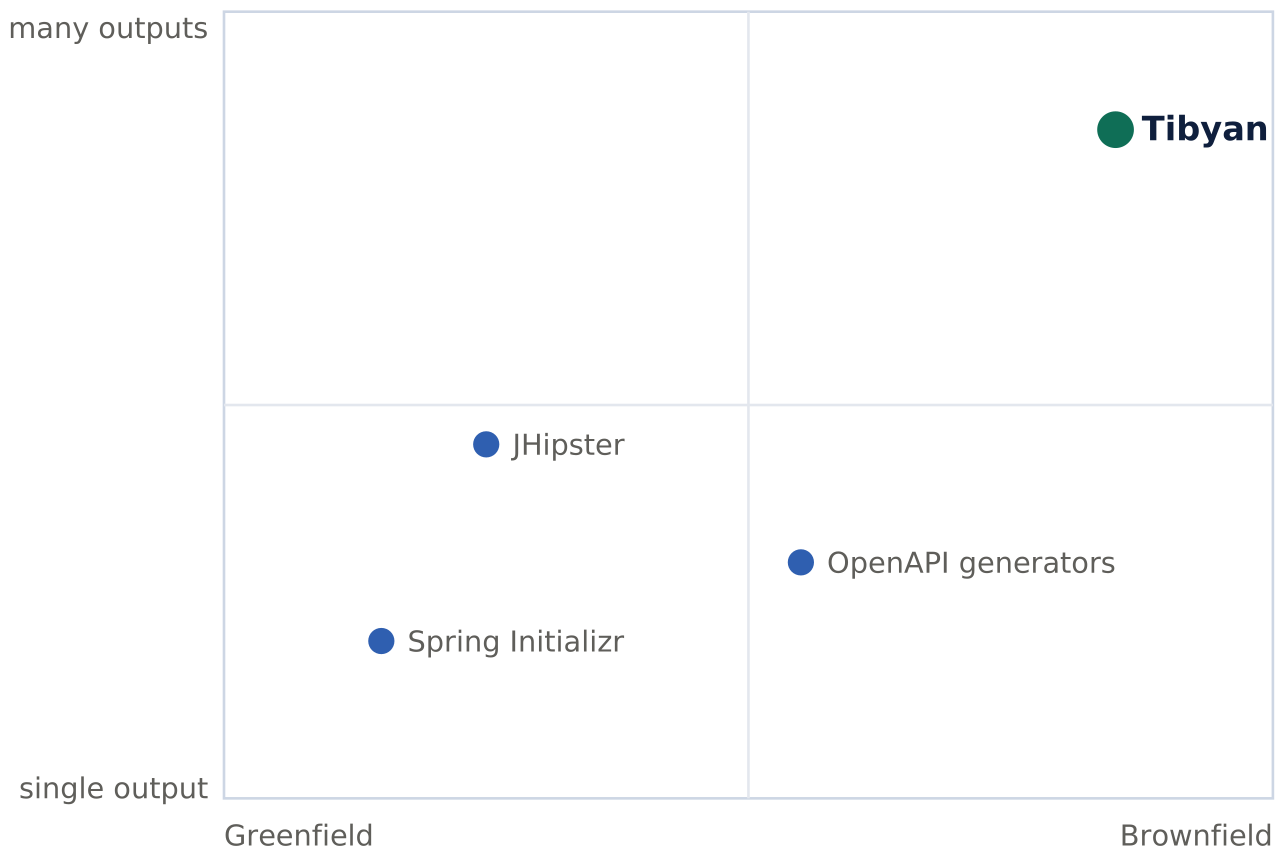 many outputs
Tibyan
JHipster
OpenAPI generators
Spring Initializr
single output
Greenfield
Brownfield